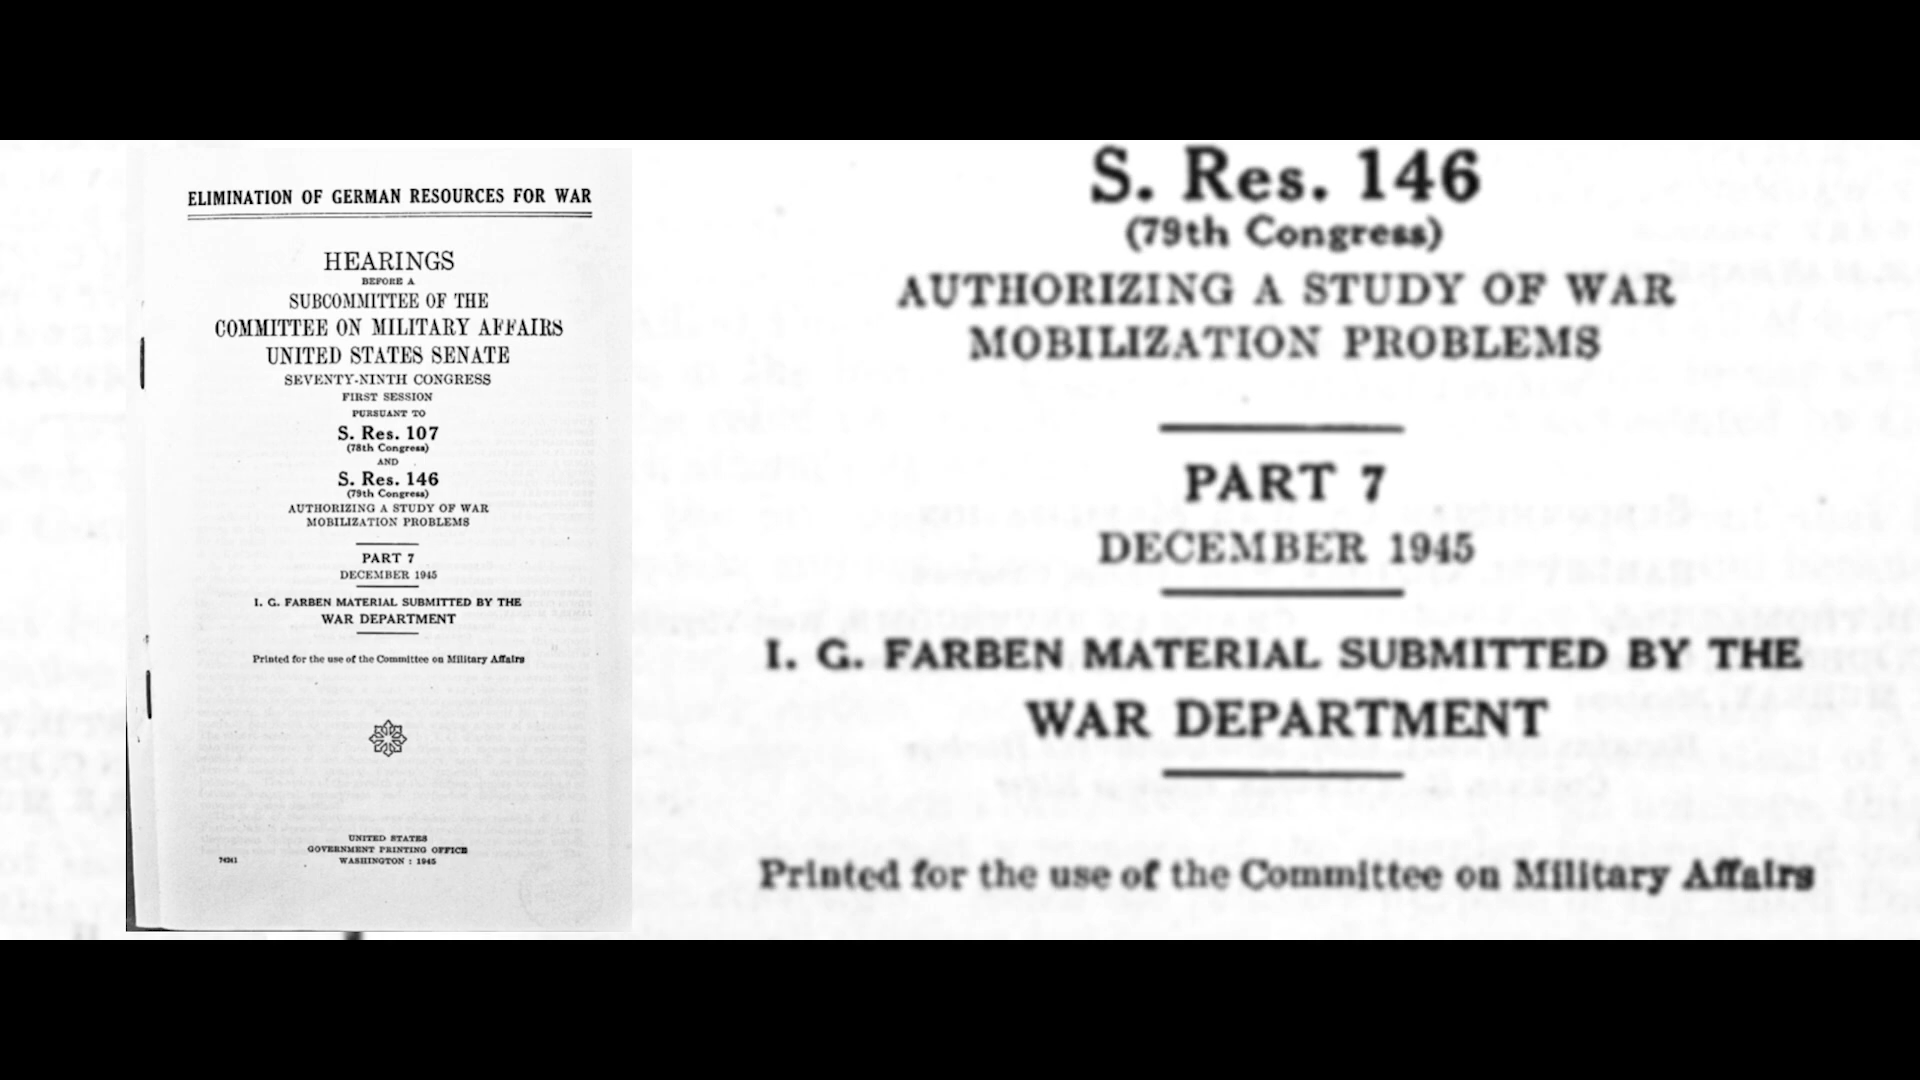 ELIMINATION OF GERMAN RESOURCES FOR WAR
HEARINGS
BEFORE A
SUBCOMMITTEE OF THE
COMMITTEE ON MILITARY AFFAIRS
UNITED STATES SENATE
SEVENTY-NINTH CONGRESS
FIRST SESSION
PURSUANT TO
S. Res. 107
(78th Congress)
AND
S. Res. 146
(79th Congress)
AUTHORIZING A STUDY OF WAR
MOBILIZATION PROBLEMS
PART 7
DECEMBER 1945
I. G. FARBEN MATERIAL SUBMITTED BY THE
WAR DEPARTMENT
Printed for the use of the Committee on Military Affairs
UNITED STATES
GOVERNMENT PRINTING OFFICE
74241
WASHINGTON : 1945
S. Res. 146
(79th Congress)
AUTHORIZING A STUDY OF WAR
MOBILIZATION PROBLEMS
PART 7
DECEMBER 1945
I. G. FARBEN MATERIAL SUBMITTED BY THE
WAR DEPARTMENT
Printed for the use of the Committee on Military Affairs